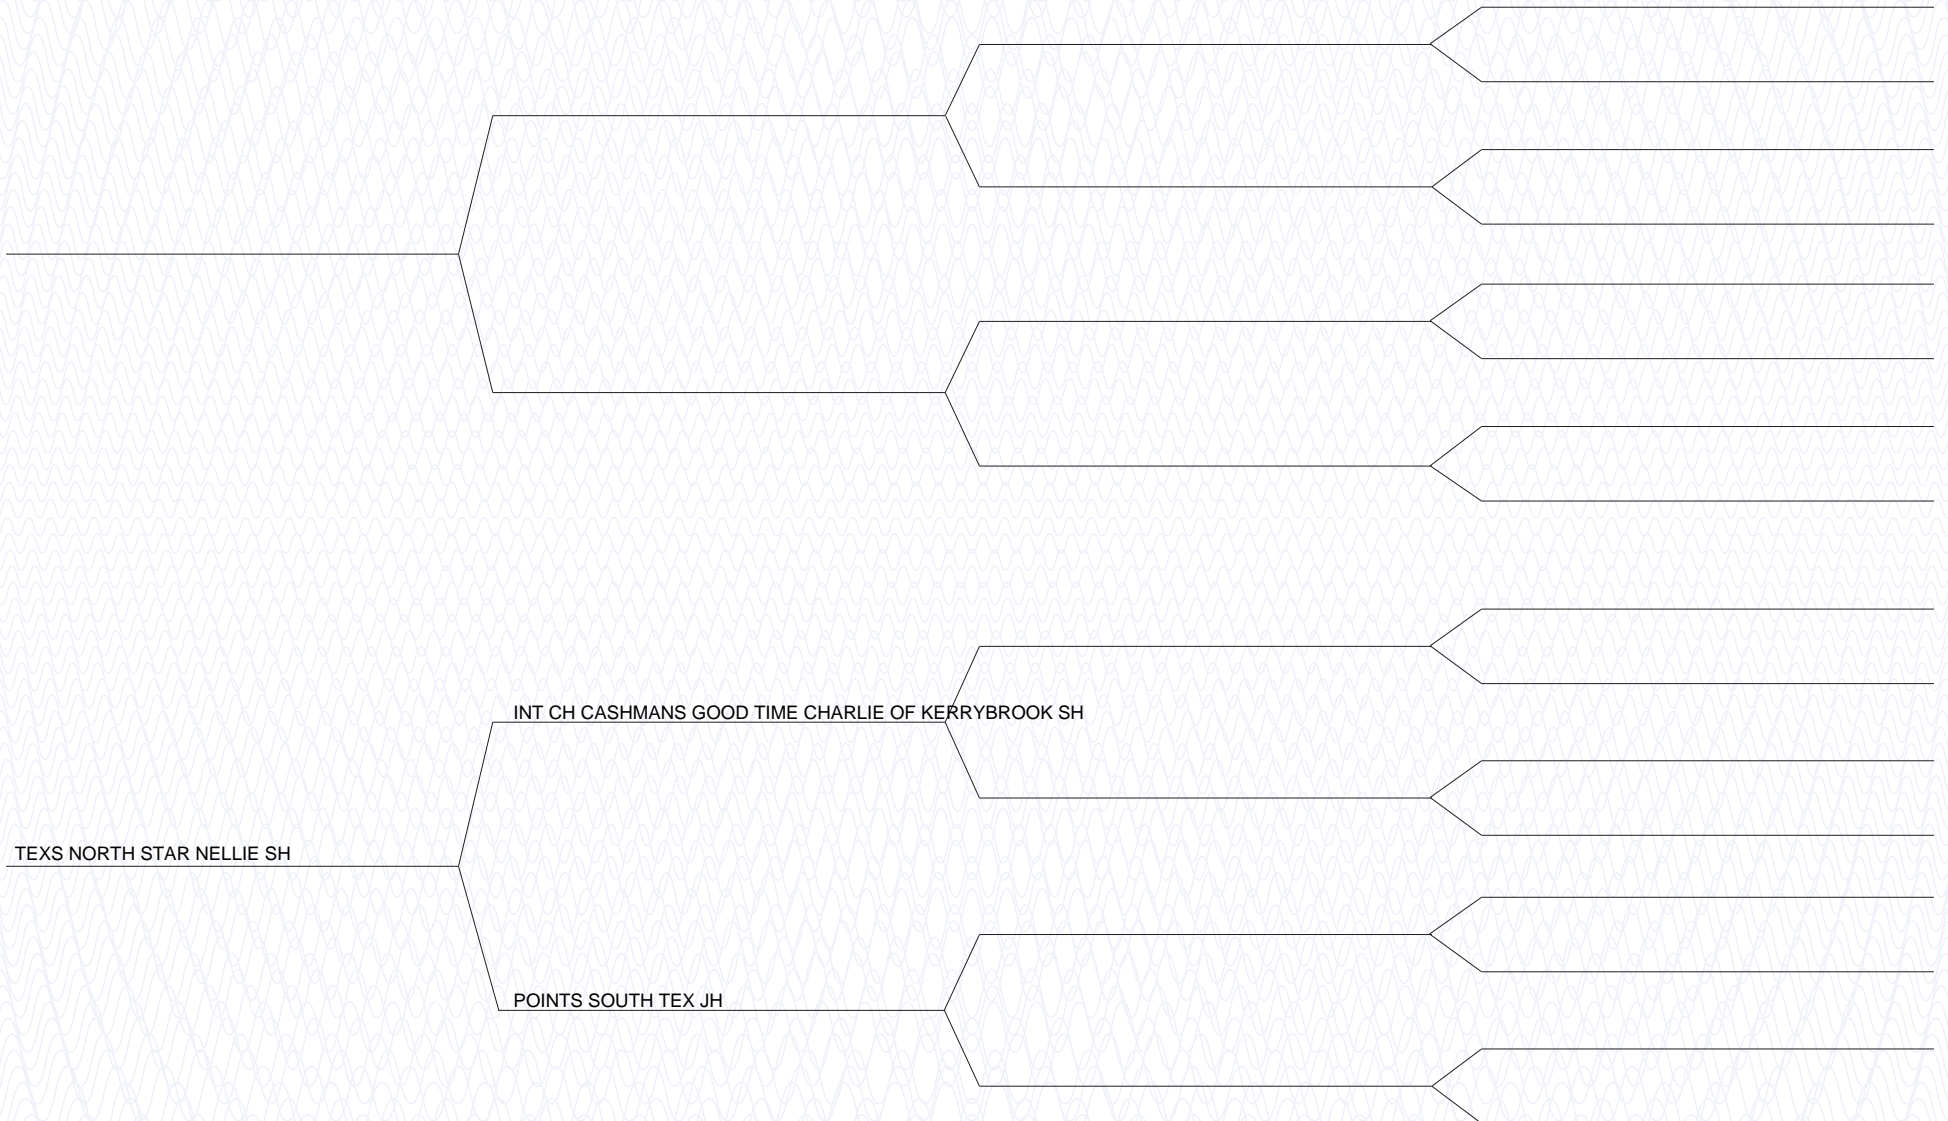 INT CH CASHMANS GOOD TIME CHARLIE OF KERRYBROOK SH
TEXS NORTH STAR NELLIE SH
POINTS SOUTH TEX JH